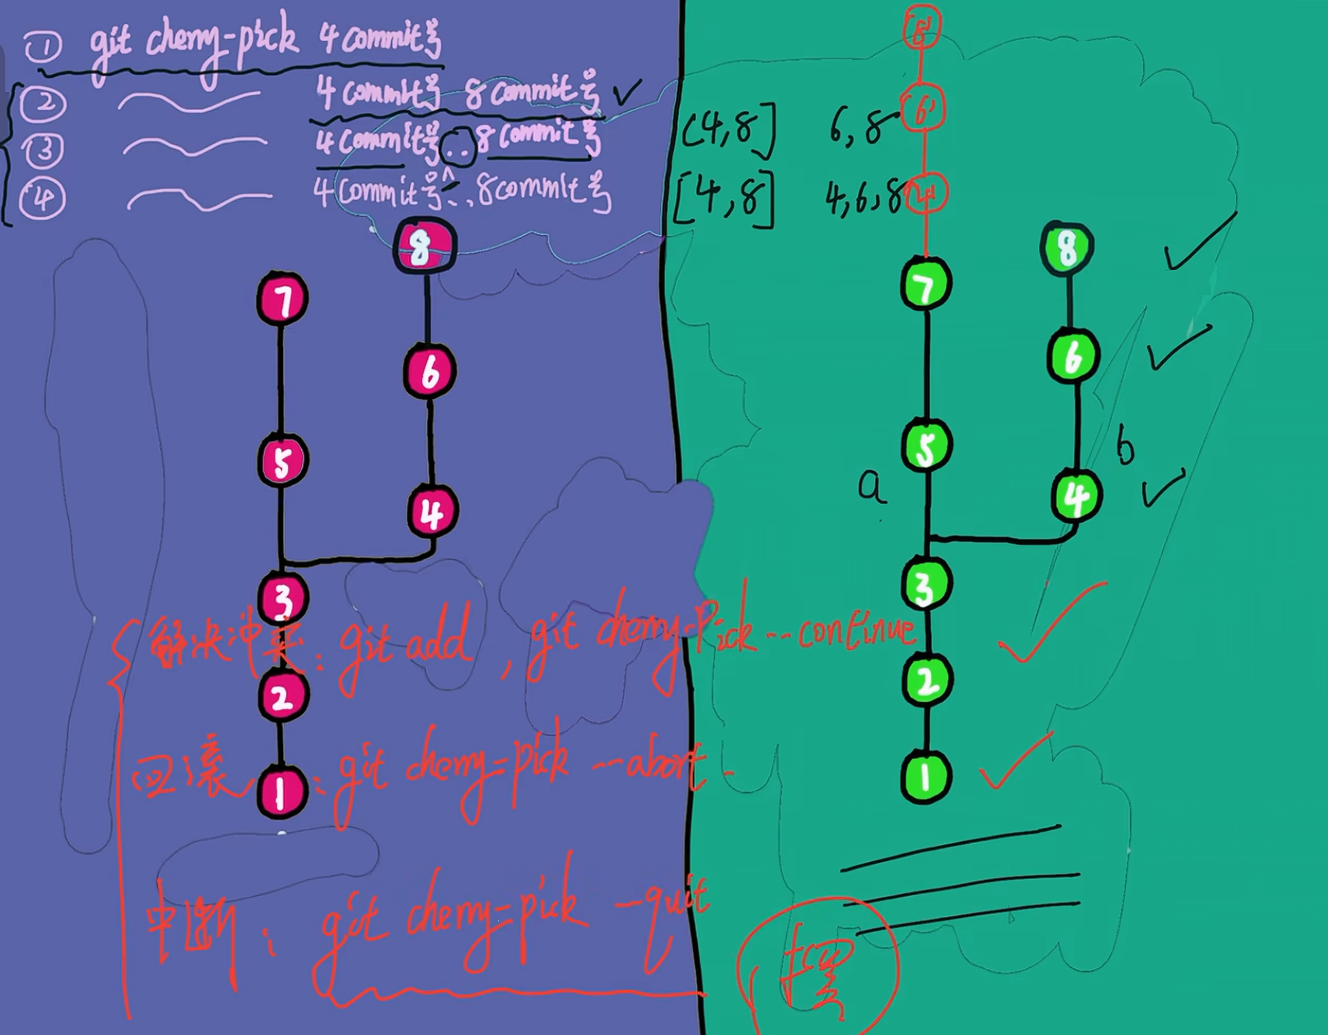 ① git cherry-pick 4 commit号
② 4 commit号 8 commit号
③ 4 commit号..8 commit号 (4,8] 6,8
④ 4 commit号^..8 commit号 [4,8] 4,6,8
8'
6'
4'
8
7
6
5
4
3
2
1
8
7
6
5
b
a
4
3
2
1
解决冲突: git add, git cherry-pick --continue
回滚: git cherry-pick --abort
中断: git cherry-pick --quit